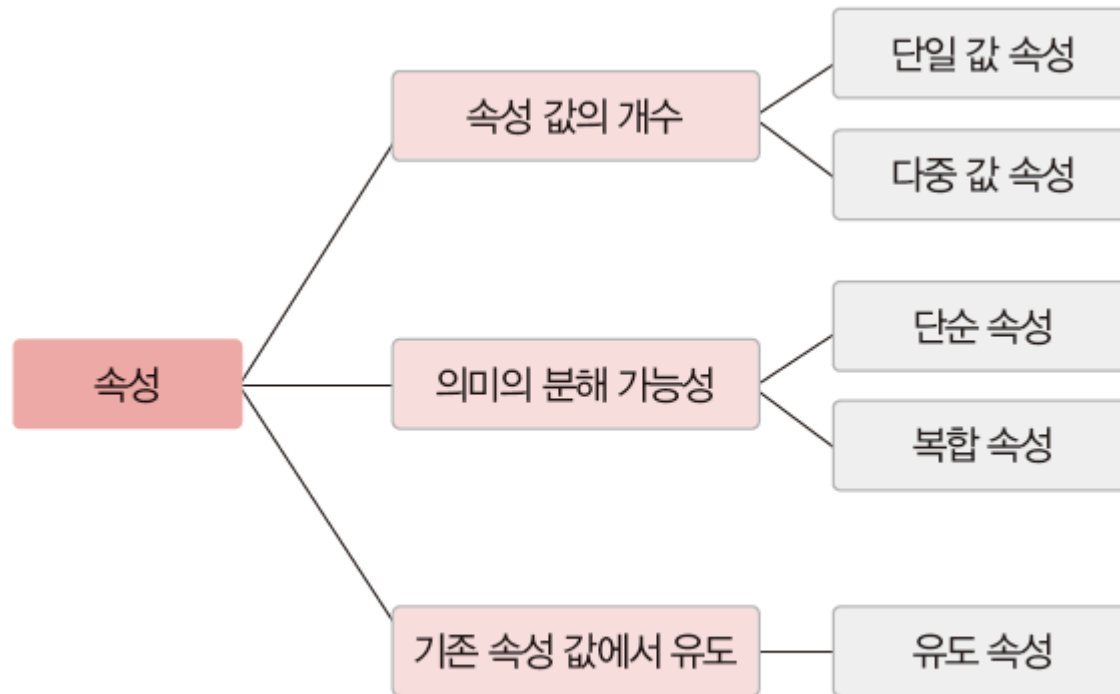 속성
속성 값의 개수
단일 값 속성
다중 값 속성
의미의 분해 가능성
단순 속성
복합 속성
기존 속성 값에서 유도
유도 속성